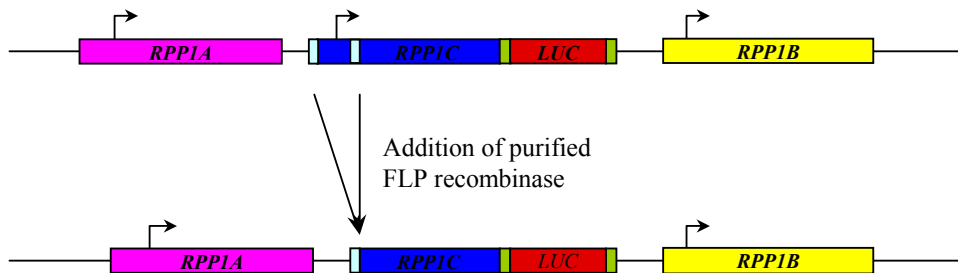 RPP1A RPP1C LUC RPP1B
Addition of purified
FLP recombinase
RPP1A RPP1C LUC RPP1B